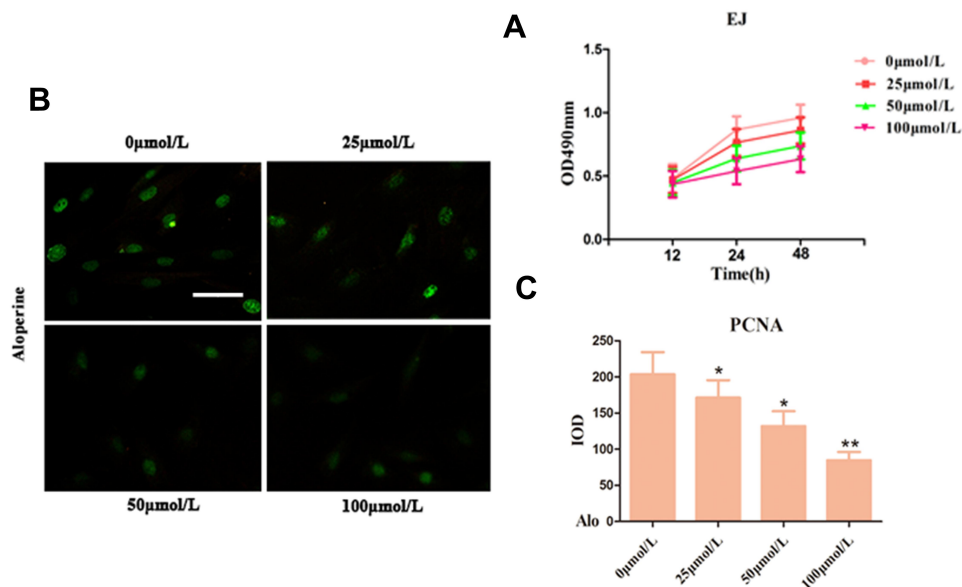 A
EJ
1.5
1.0
0.5
0.0
OD490mm
12
24
48
Time(h)
0μmol/L
25μmol/L
50μmol/L
100μmol/L
B
0μmol/L
25μmol/L
Aloperine
50μmol/L
100μmol/L
C
PCNA
250
200
150
100
50
0
IOD
*
*
**
Alo
0μmol/L
25μmol/L
50μmol/L
100μmol/L